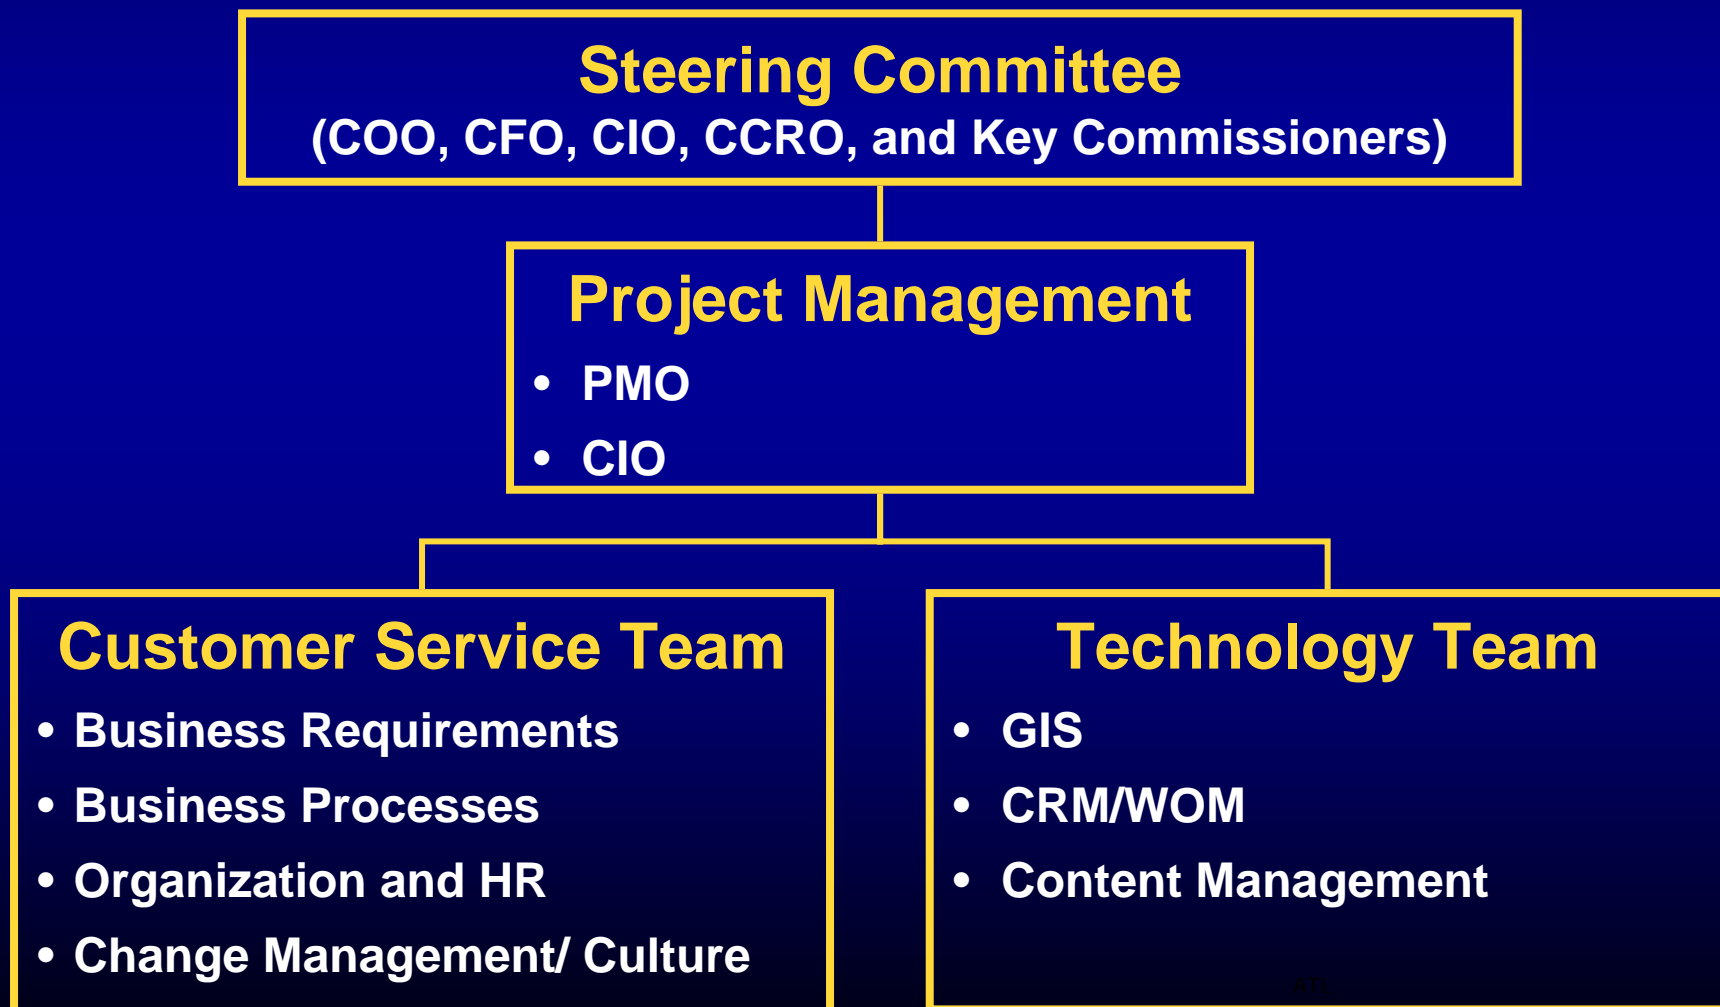 Steering Committee
(COO, CFO, CIO, CCRO, and Key Commissioners)
Project Management
• PMO
• CIO
Customer Service Team
• Business Requirements
• Business Processes
• Organization and HR
• Change Management/ Culture
Technology Team
• GIS
• CRM/WOM
• Content Management